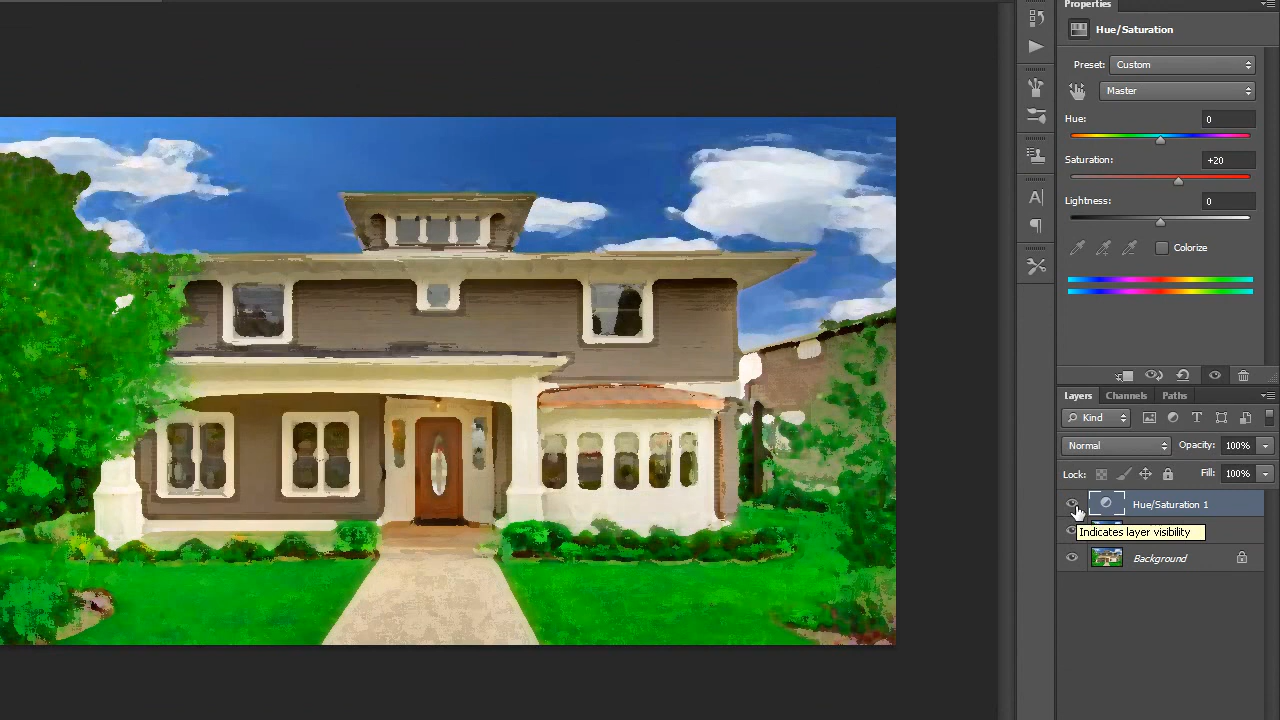 Properties
Hue/Saturation
Preset: Custom
Master
Hue: 0
Saturation: +20
Lightness: 0
Colorize
Layers Channels Paths
Kind T
Normal Opacity: 100%
Lock: Fill: 100%
Hue/Saturation 1
Indicates layer visibility
Background